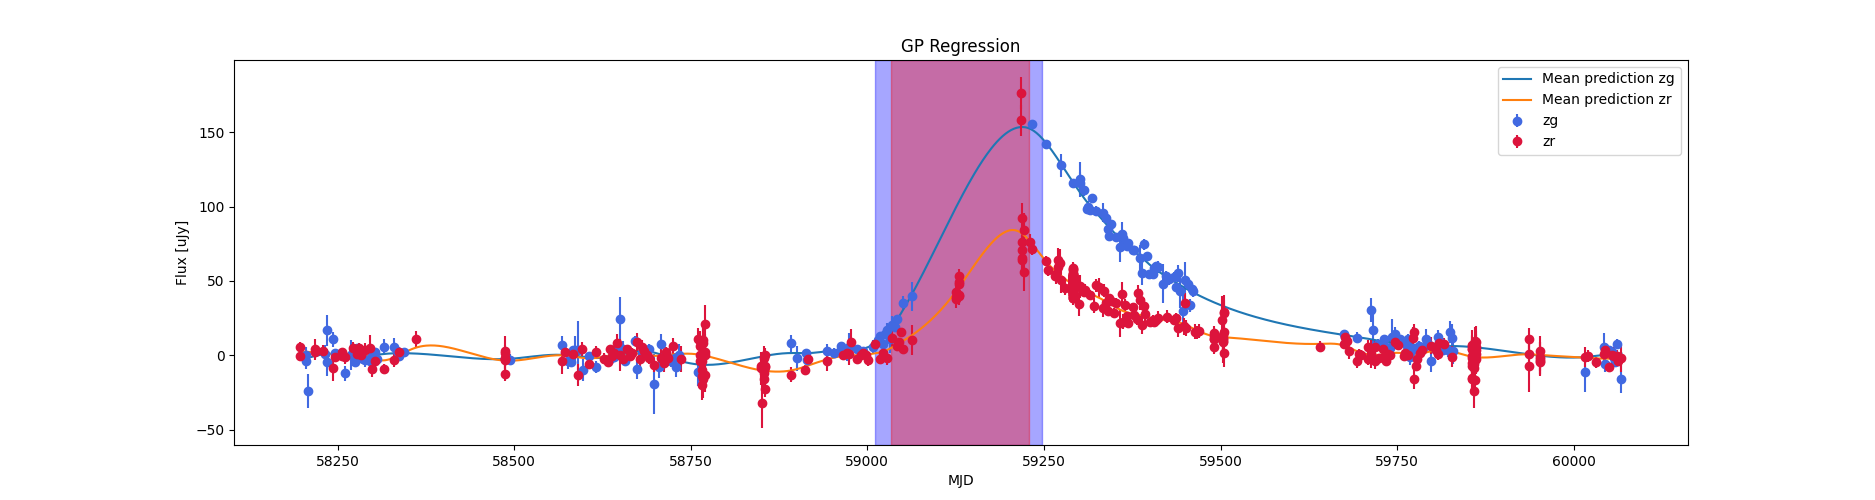 GP Regression
Mean prediction zg
Mean prediction zr
zg
zr
Flux [uJy]
150
100
50
0
−50
58250 58500 58750 59000 59250 59500 59750 60000
MJD